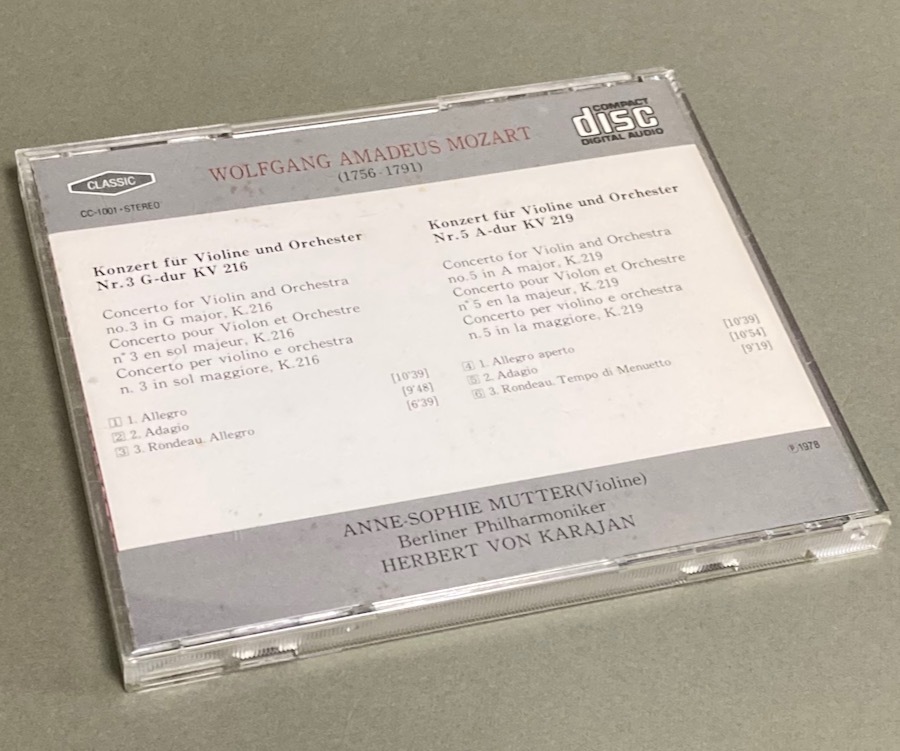 CLASSIC
CC-1001・STEREO
WOLFGANG AMADEUS MOZART
(1756-1791)
COMPACT
disc
DIGITAL AUDIO
Konzert für Violine und Orchester
Nr.3 G-dur KV 216
Concerto for Violin and Orchestra
no.3 in G major, K.216
Concerto pour Violon et Orchestre
n°3 en sol majeur, K.216
Concerto per violino e orchestra
n. 3 in sol maggiore, K.216
1 1. Allegro [10'39]
2 2. Adagio [9'48]
3 3. Rondeau. Allegro [6'39]
Konzert für Violine und Orchester
Nr.5 A-dur KV 219
Concerto for Violin and Orchestra
no.5 in A major, K.219
Concerto pour Violon et Orchestre
n°5 en la majeur, K.219
Concerto per violino e orchestra
n.5 in la maggiore, K.219
4 1. Allegro aperto [10'39]
5 2. Adagio [10'54]
6 3. Rondeau. Tempo di Menuetto [9'19]
℗1978
ANNE-SOPHIE MUTTER(Violine)
Berliner Philharmoniker
HERBERT VON KARAJAN